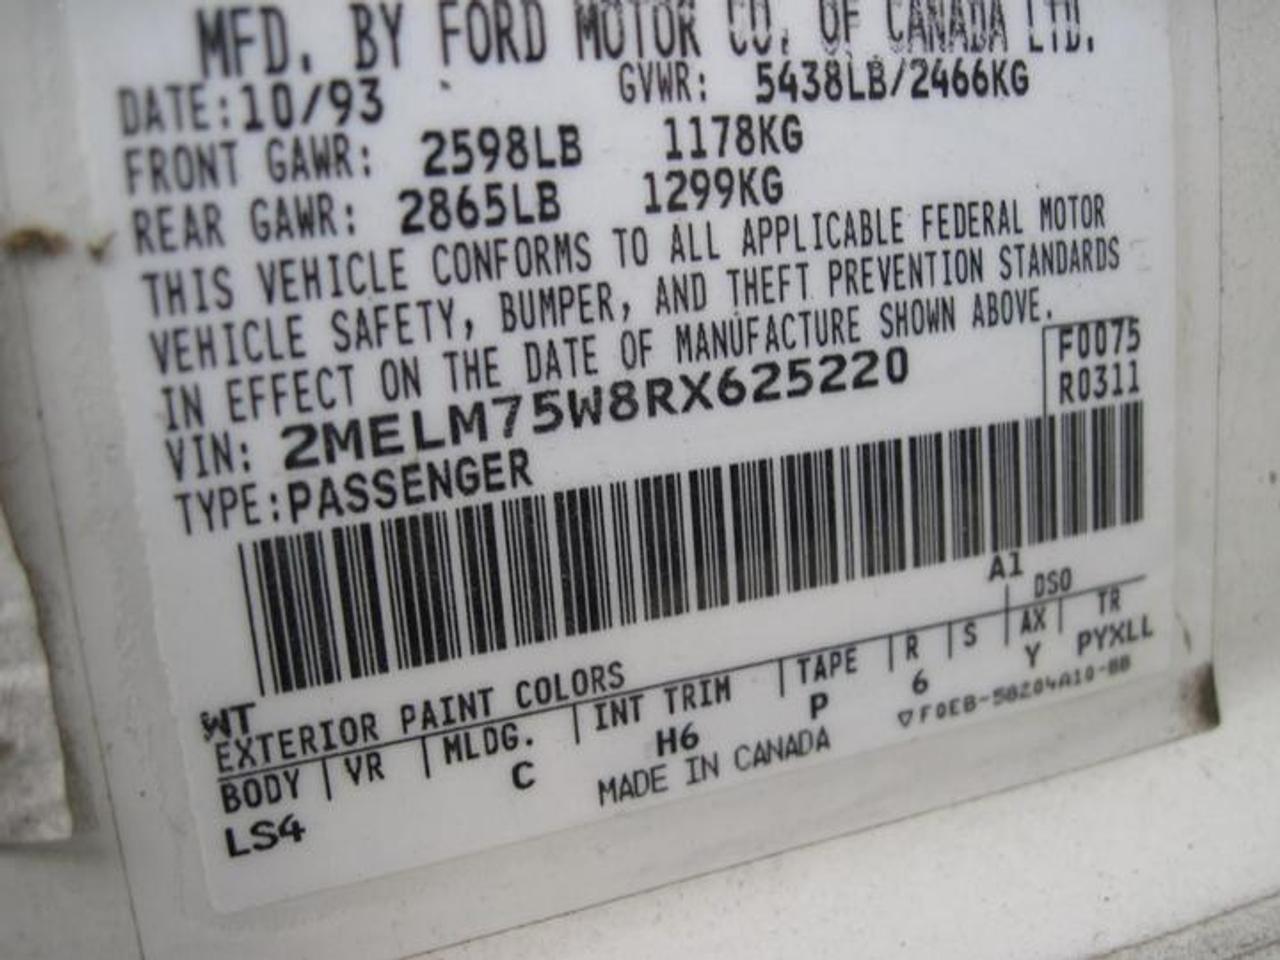 MFD. BY FORD MOTOR CO. OF CANADA LTD.
DATE: 10/93 GVWR: 5438LB/2466KG
FRONT GAWR: 2598LB 1178KG
REAR GAWR: 2865LB 1299KG
THIS VEHICLE CONFORMS TO ALL APPLICABLE FEDERAL MOTOR
VEHICLE SAFETY, BUMPER, AND THEFT PREVENTION STANDARDS
IN EFFECT ON THE DATE OF MANUFACTURE SHOWN ABOVE.
VIN: 2MELM75W8RX625220
F0075
R0311
TYPE: PASSENGER
A1
WT DSO
EXTERIOR PAINT COLORS
BODY VR MLDG. INT TRIM TAPE R S AX TR
LS4 C H6 P 6 Y PYXLL
MADE IN CANADA